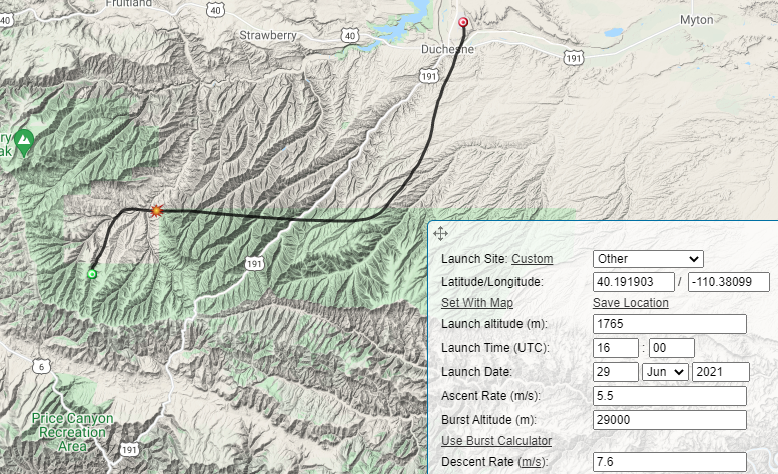 Fruitland
40
40
Strawberry
40
Myton
Duchesne
191
191
ry
ak
191
6
Price Canyon
Recreation
Area
191
Launch Site: Custom Other
Latitude/Longitude: 40.191903 / -110.38099
Set With Map Save Location
Launch altitude (m): 1765
Launch Time (UTC): 16 : 00
Launch Date: 29 Jun 2021
Ascent Rate (m/s): 5.5
Burst Altitude (m): 29000
Use Burst Calculator
Descent Rate (m/s): 7.6